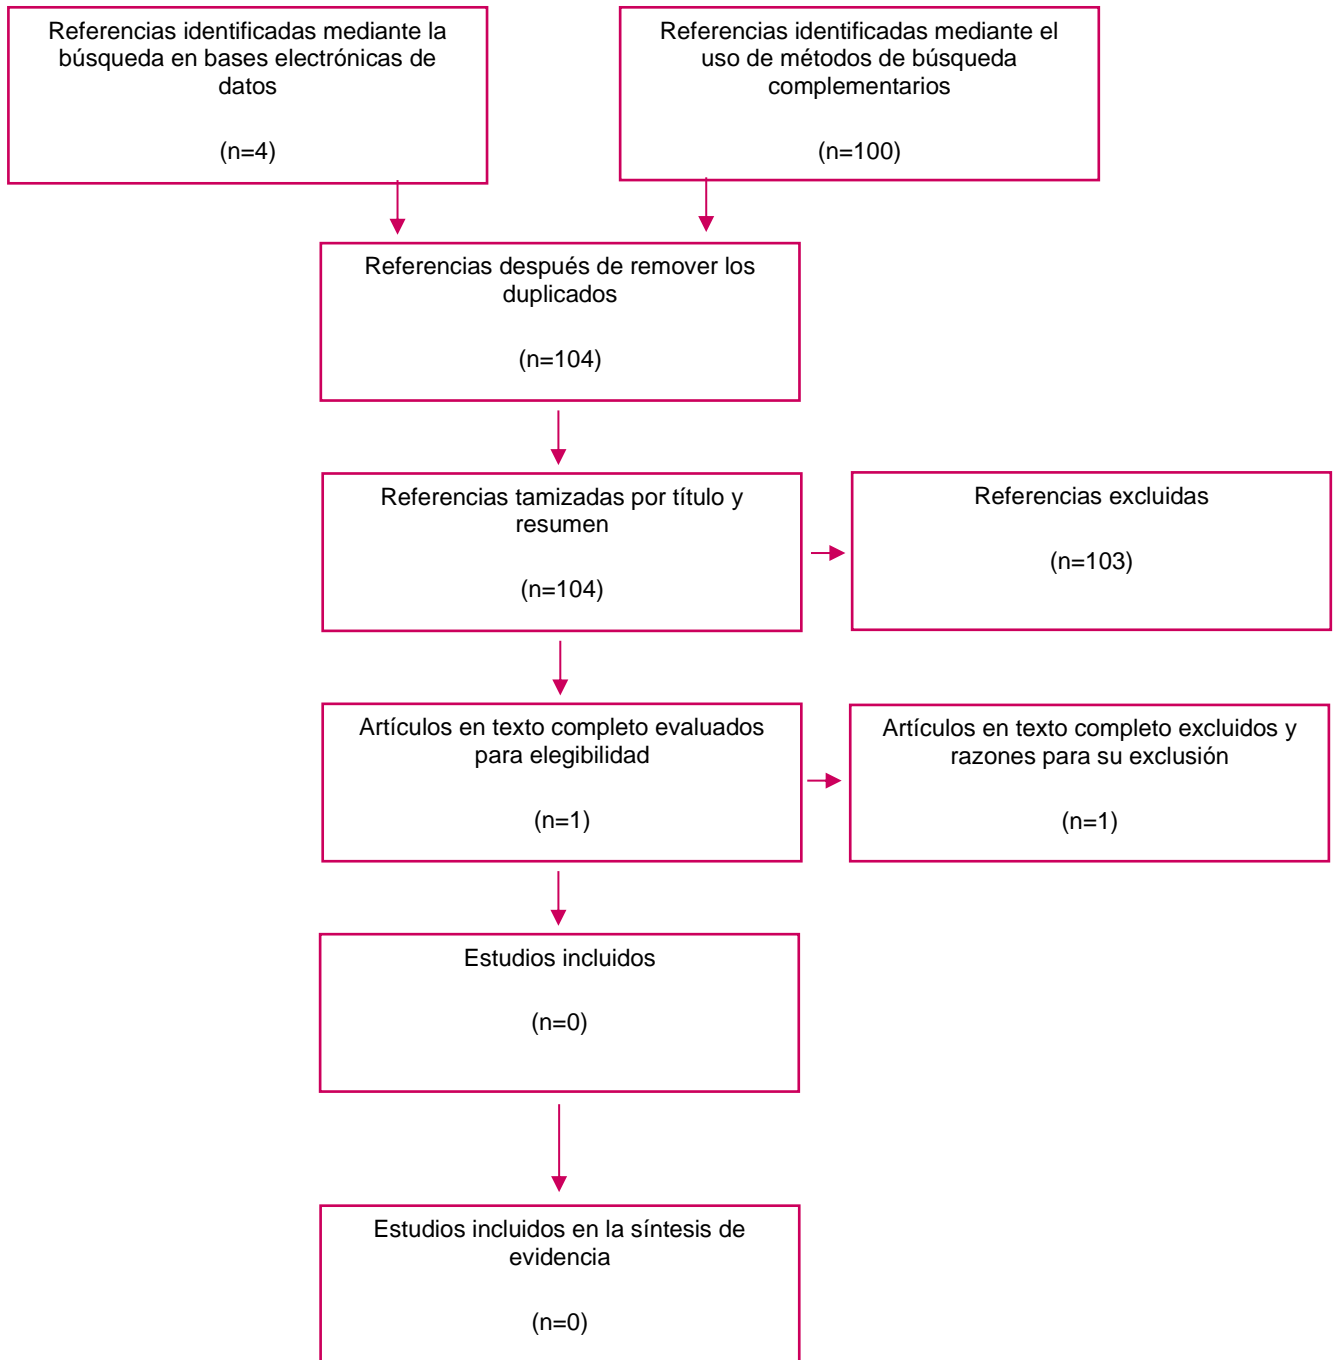 Referencias identificadas mediante la
búsqueda en bases electrónicas de
datos
(n=4)
Referencias identificadas mediante el
uso de métodos de búsqueda
complementarios
(n=100)
Referencias después de remover los
duplicados
(n=104)
Referencias tamizadas por título y
resumen
(n=104)
Referencias excluidas
(n=103)
Artículos en texto completo evaluados
para elegibilidad
(n=1)
Artículos en texto completo excluidos y
razones para su exclusión
(n=1)
Estudios incluidos
(n=0)
Estudios incluidos en la síntesis de
evidencia
(n=0)